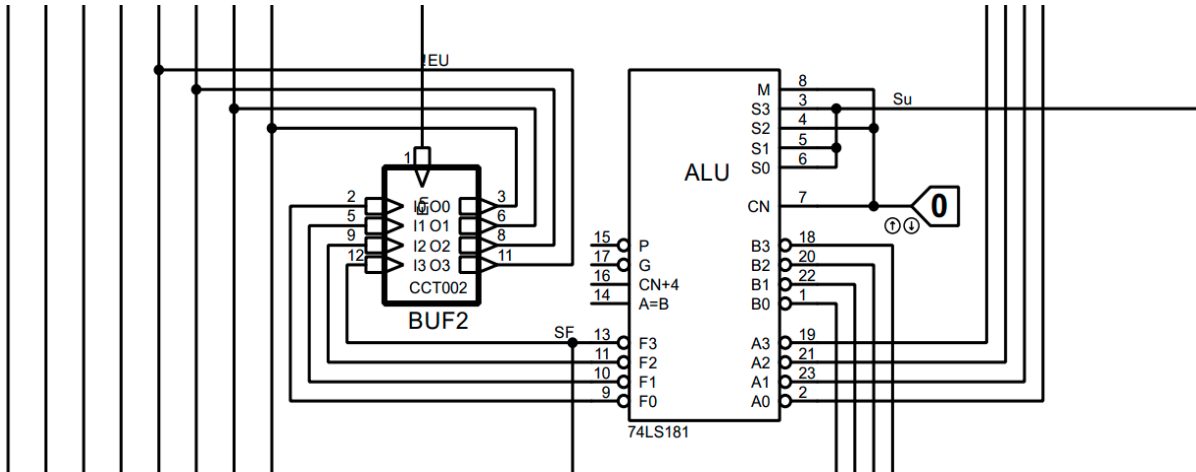 !EU
1
EN
2 I0 O0 3
5 I1 O1 6
9 I2 O2 8
12 I3 O3 11
CCT002
BUF2
SF
ALU
M 8
S3 3
Su
S2 4
S1 5
S0 6
CN 7
0
15 P
17 G
16 CN+4
14 A=B
B3 18
B2 20
B1 22
B0 1
13 F3
11 F2
10 F1
9 F0
A3 19
A2 21
A1 23
A0 2
74LS181